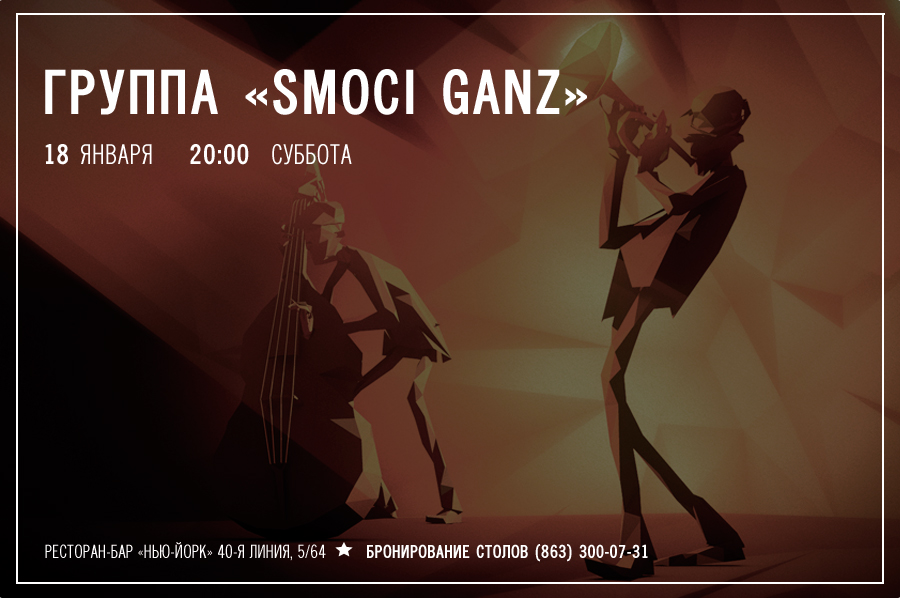 ГРУППА «SMOCI GANZ»
18 ЯНВАРЯ 20:00 СУББОТА
РЕСТОРАН-БАР «НЬЮ-ЙОРК» 40-Я ЛИНИЯ, 5/64 ★ БРОНИРОВАНИЕ СТОЛОВ (863) 300-07-31